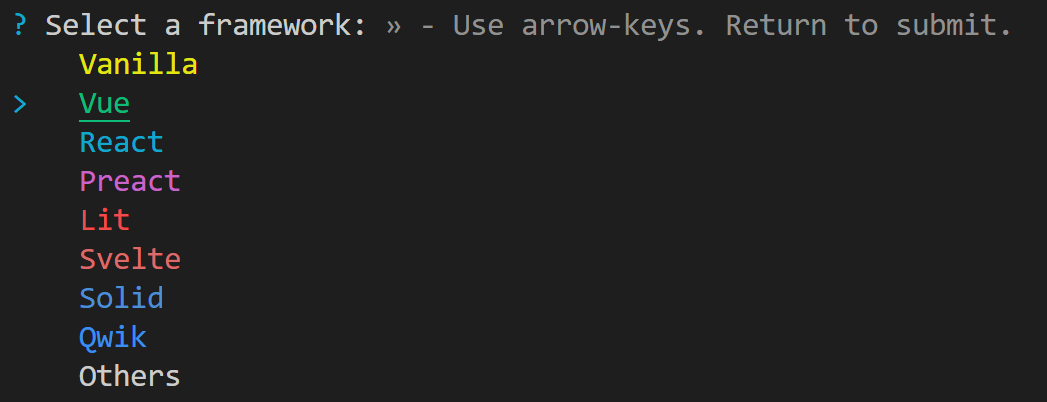 ? Select a framework: » - Use arrow-keys. Return to submit.
Vanilla
> Vue
React
Preact
Lit
Svelte
Solid
Qwik
Others